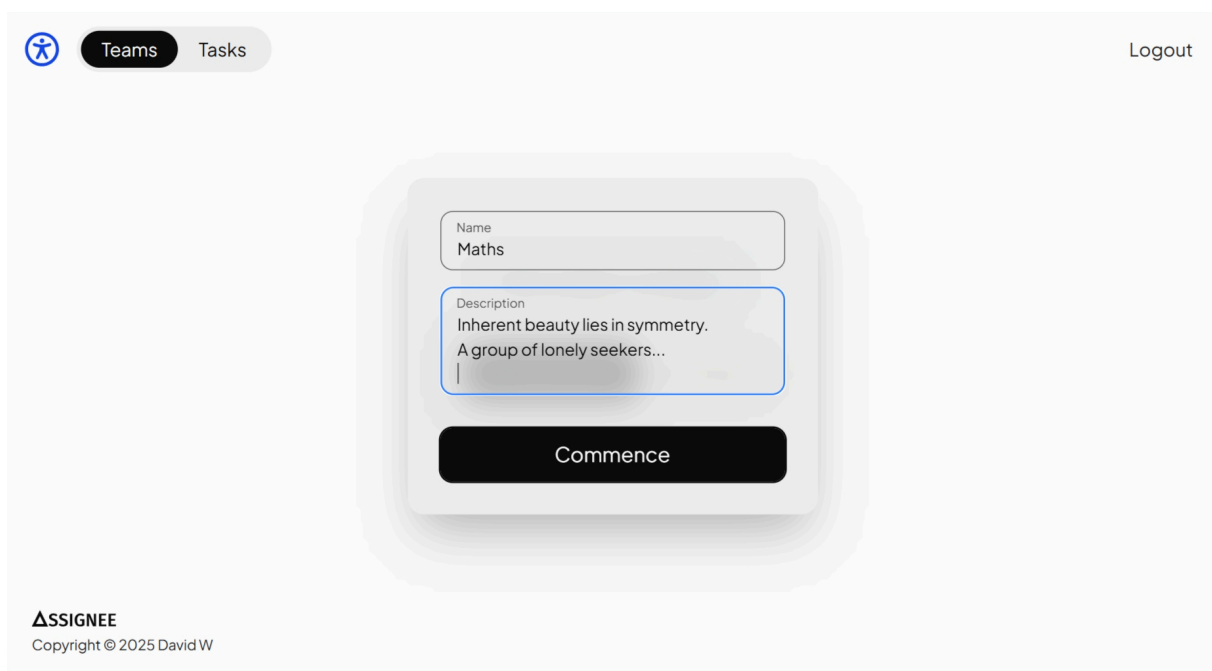 Teams Tasks Logout
Name
Maths
Description
Inherent beauty lies in symmetry.
A group of lonely seekers...
Commence
ASSIGNEE
Copyright © 2025 David W